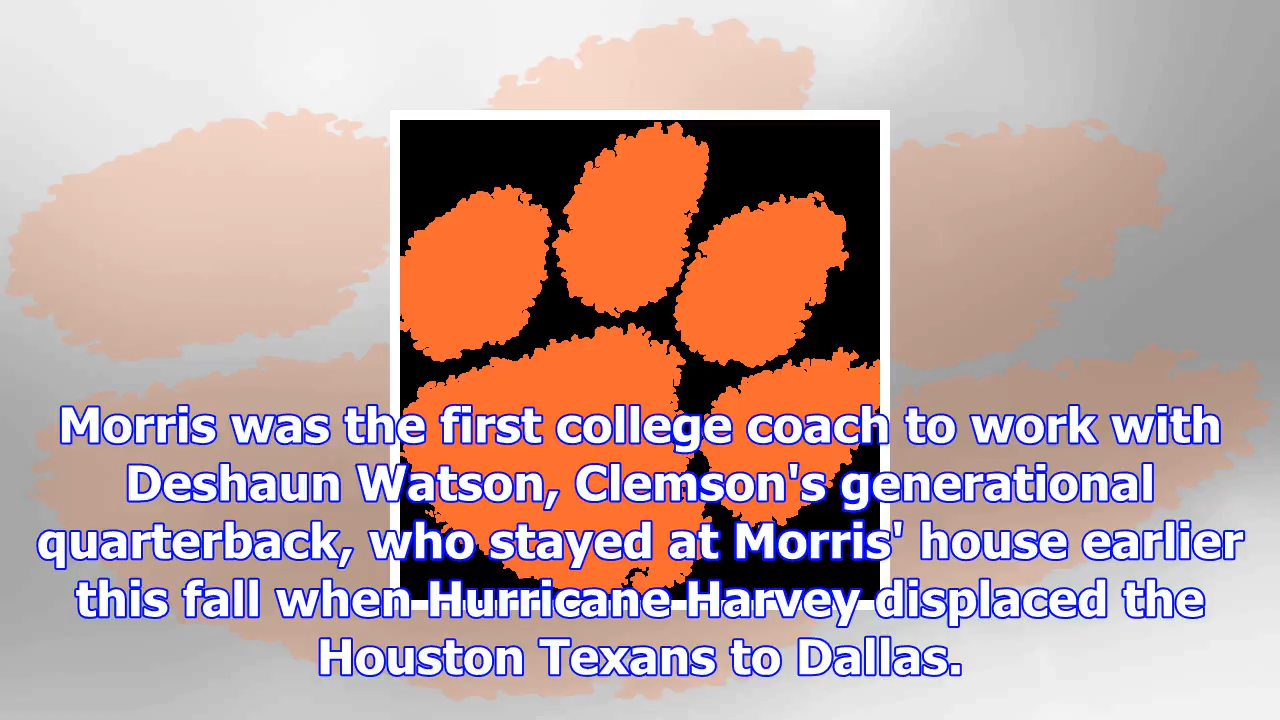 Morris was the first college coach to work with
Deshaun Watson, Clemson's generational
quarterback, who stayed at Morris' house earlier
this fall when Hurricane Harvey displaced the
Houston Texans to Dallas.